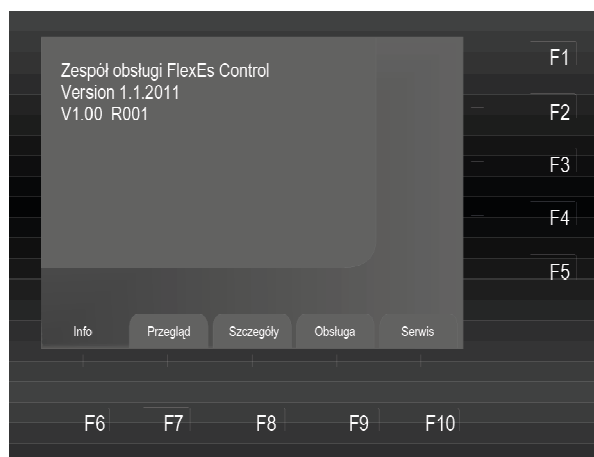 Zespół obsługi FlexEs Control
Version 1.1.2011
V1.00 R001
F1
F2
F3
F4
F5
Info Przegląd Szczegóły Obsługa Serwis
F6 F7 F8 F9 F10